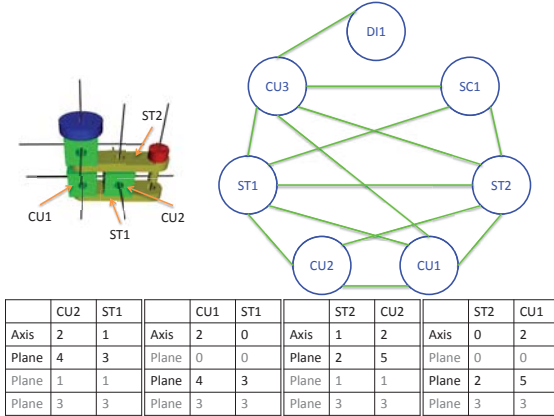 DI1
CU3
SC1
ST2
ST1
ST2
CU1
CU2
ST1
CU2
CU1
CU2 ST1
Axis 2 1
Plane 4 3
Plane 1 1
Plane 3 3
CU1 ST1
Axis 2 0
Plane 0 0
Plane 4 3
Plane 3 3
ST2 CU2
Axis 1 2
Plane 2 5
Plane 1 1
Plane 3 3
ST2 CU1
Axis 0 2
Plane 0 0
Plane 2 5
Plane 3 3